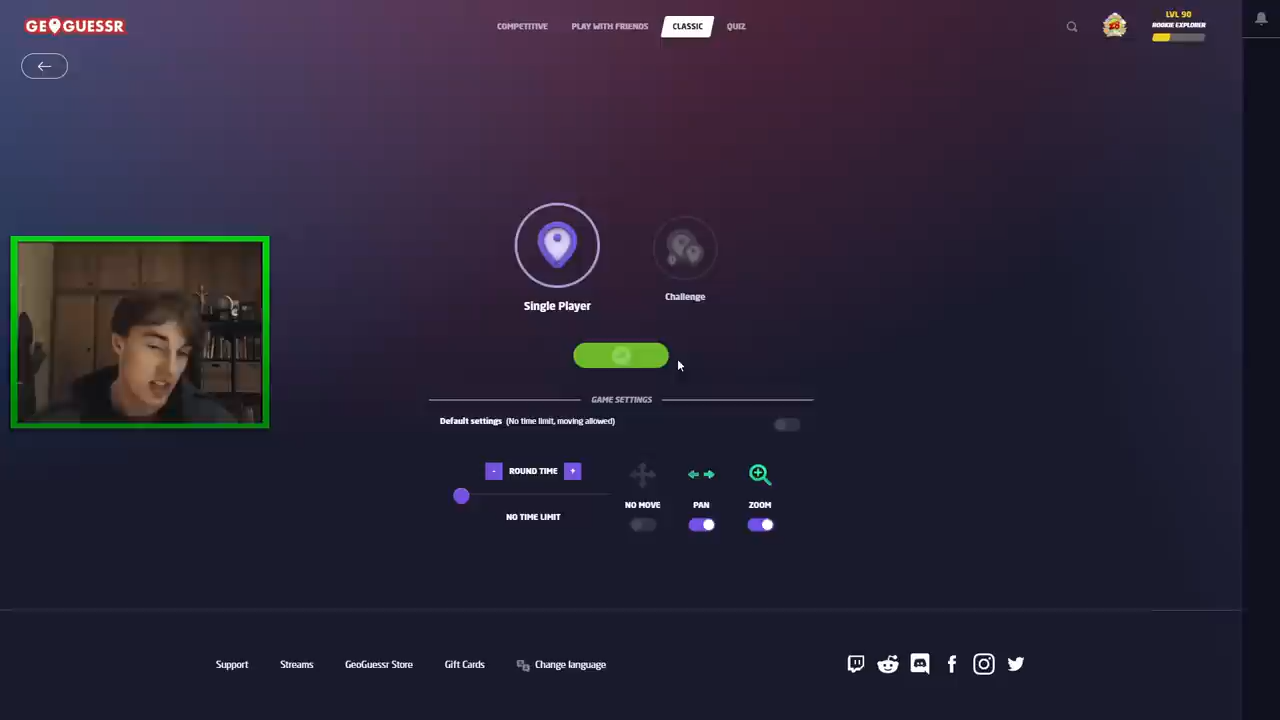 GEOGUESSR
COMPETITIVE
PLAY WITH FRIENDS
CLASSIC
QUIZ
LVL 90
ROOKIE EXPLORER
Single Player
Challenge
GAME SETTINGS
Default settings (No time limit, moving allowed)
- ROUND TIME +
NO TIME LIMIT
NO MOVE
PAN
ZOOM
Support
Streams
GeoGuessr Store
Gift Cards
Change language